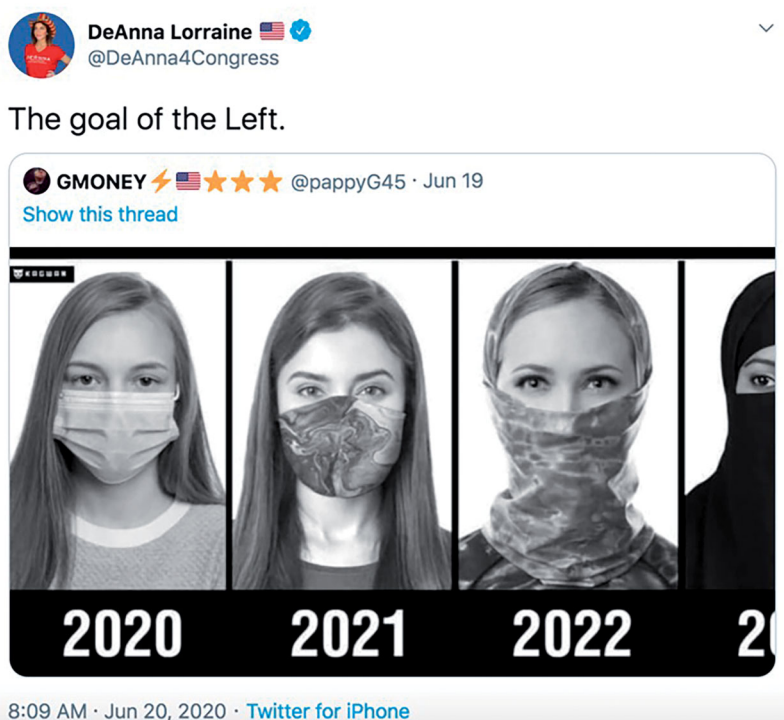 DeAnna Lorraine
@DeAnna4Congress
The goal of the Left.
GMONEY @pappyG45 · Jun 19
Show this thread
2020 2021 2022 2
8:09 AM · Jun 20, 2020 · Twitter for iPhone